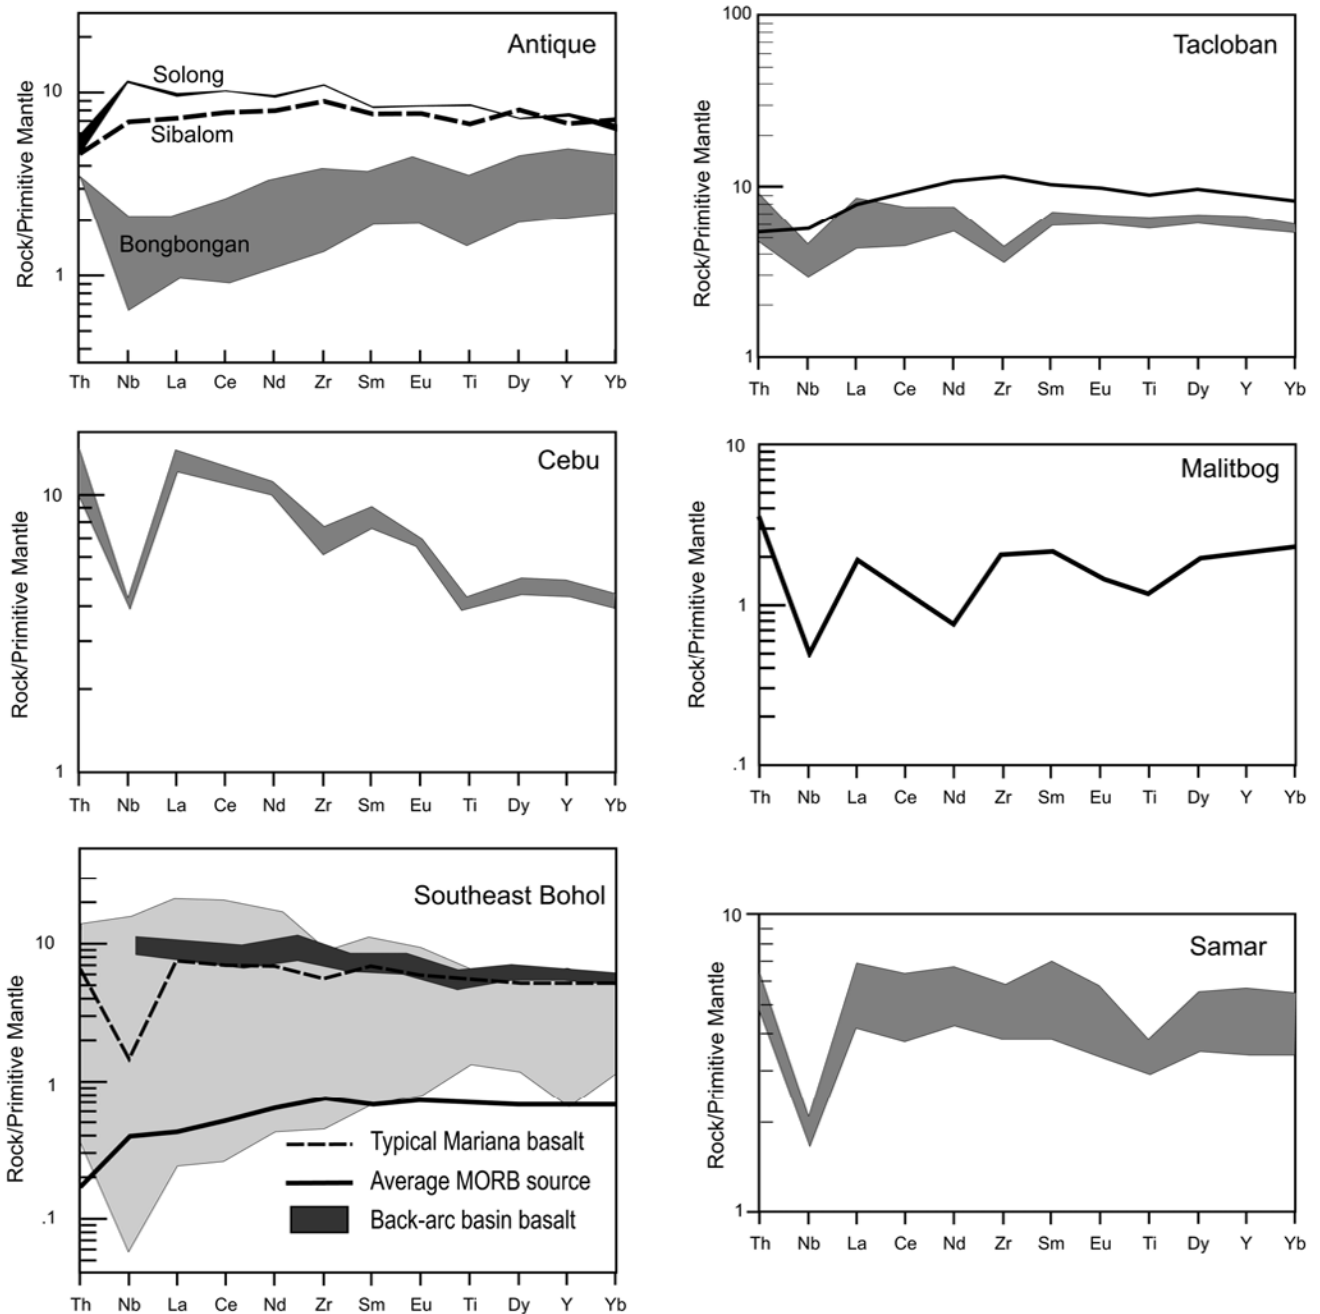 Antique
Rock/Primitive Mantle
10
1
Solong
Sibalom
Bongbongan
Th Nb La Ce Nd Zr Sm Eu Ti Dy Y Yb
Tacloban
Rock/Primitive Mantle
100
10
1
Th Nb La Ce Nd Zr Sm Eu Ti Dy Y Yb
Cebu
Rock/Primitive Mantle
10
1
Th Nb La Ce Nd Zr Sm Eu Ti Dy Y Yb
Malitbog
Rock/Primitive Mantle
10
1
.1
Th Nb La Ce Nd Zr Sm Eu Ti Dy Y Yb
Southeast Bohol
Rock/Primitive Mantle
10
1
.1
Typical Mariana basalt
Average MORB source
Back-arc basin basalt
Th Nb La Ce Nd Zr Sm Eu Ti Dy Y Yb
Samar
Rock/Primitive Mantle
10
1
Th Nb La Ce Nd Zr Sm Eu Ti Dy Y Yb